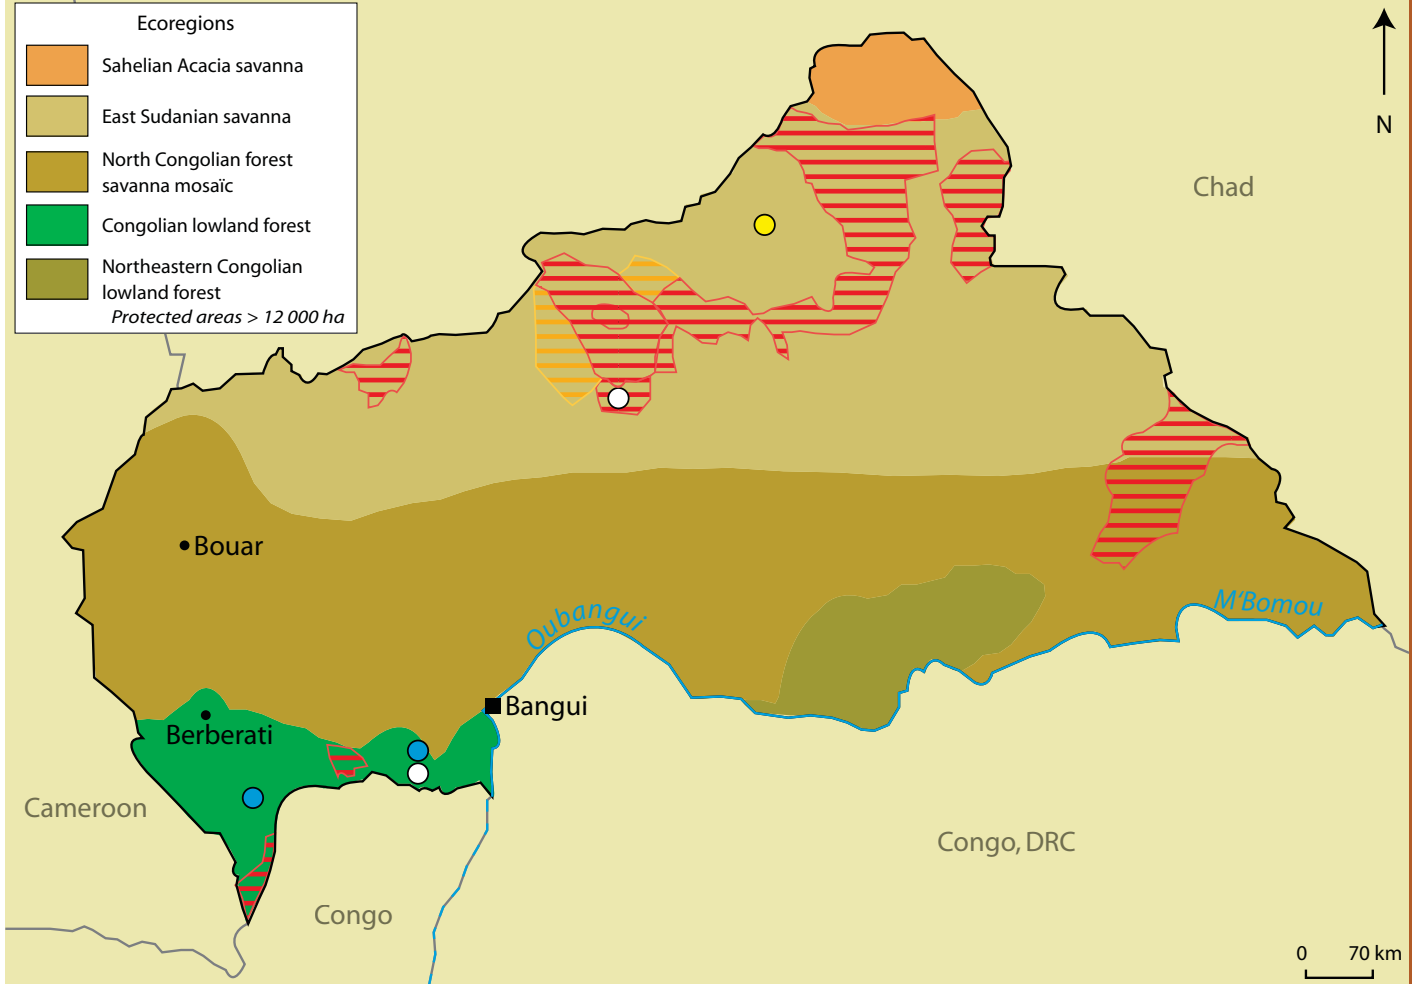 Ecoregions
Sahelian Acacia savanna
East Sudanian savanna
North Congolian forest
savanna mosaïc
Congolian lowland forest
Northeastern Congolian
lowland forest
Protected areas > 12 000 ha
N
Chad
Bouar
Oubangui
M'Bomou
Bangui
Berberati
Cameroon
Congo, DRC
Congo
0 70 km